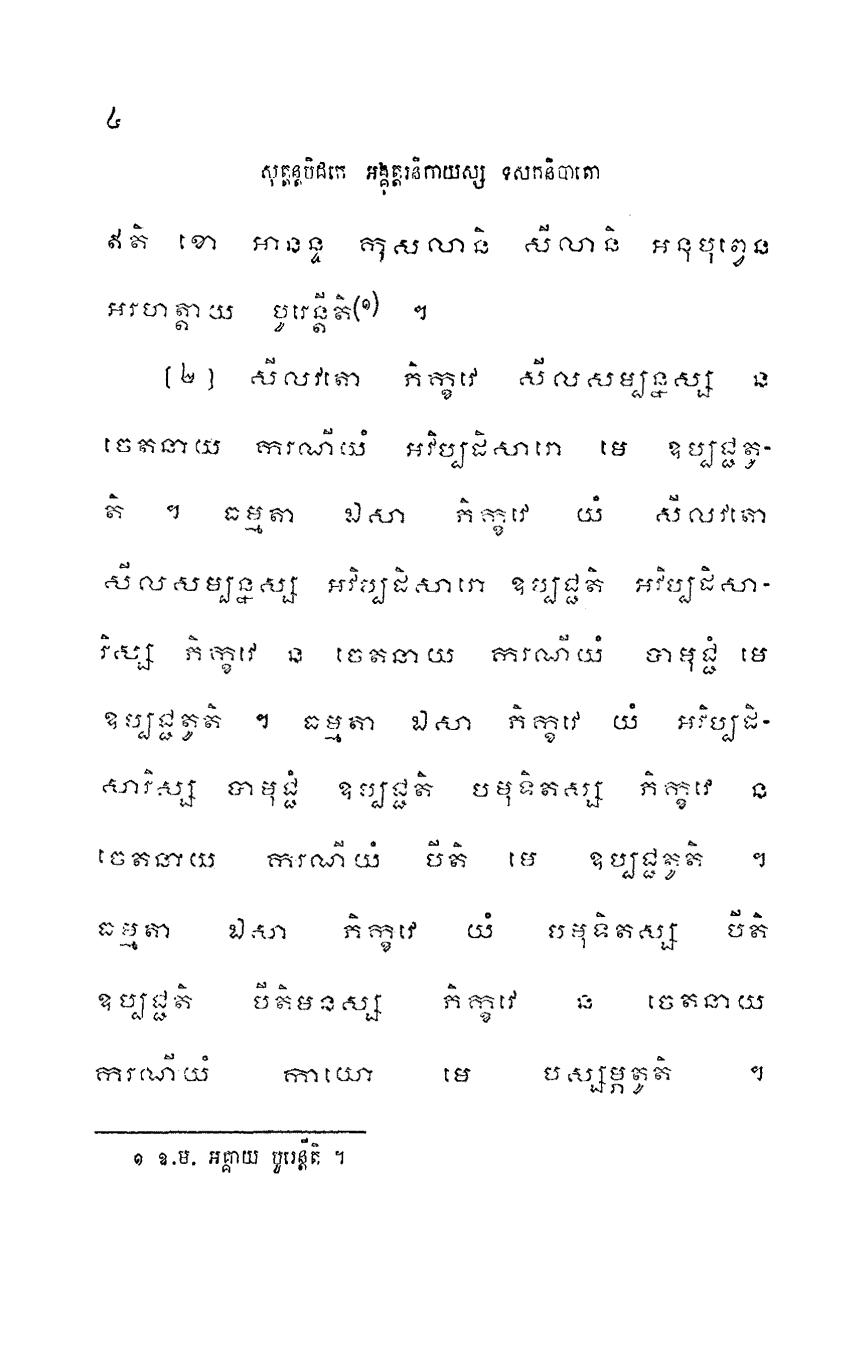 ៤
សុត្តន្តបិដកេ អង្គុត្តរនិកាយស្ស ទសកនិបាតោ
ឥតិ ខោ អានន្ទ កុសលានិ សីលានិ អនុបុព្វេន
អរហត្តាយ បូរេន្តីតិ(១) ។
[២] សីលវតោ ភិក្ខវេ សីលសម្បន្នស្ស ន
ចេតនាយ ករណីយំ អវិប្បដិសារោ មេ ឧប្បជ្ជតូ-
តិ ។ ធម្មតា ឯសា ភិក្ខវេ យំ សីលវតោ
សីលសម្បន្នស្ស អវិប្បដិសារោ ឧប្បជ្ជតិ អវិប្បដិសា-
រិស្ស ភិក្ខវេ ន ចេតនាយ ករណីយំ បាមុជ្ជំ មេ
ឧប្បជ្ជតូតិ ។ ធម្មតា ឯសា ភិក្ខវេ យំ អវិប្បដិ-
សារិស្ស បាមុជ្ជំ ឧប្បជ្ជតិ បមុទិតស្ស ភិក្ខវេ ន
ចេតនាយ ករណីយំ បីតិ មេ ឧប្បជ្ជតូតិ ។
ធម្មតា ឯសា ភិក្ខវេ យំ បមុទិតស្ស បីតិ
ឧប្បជ្ជតិ បីតិមនស្ស ភិក្ខវេ ន ចេតនាយ
ករណីយំ កាយោ មេ បស្សម្ភតូតិ ។
១ ឱ.ម. អគ្គាយ បូរេន្តីតិ ។